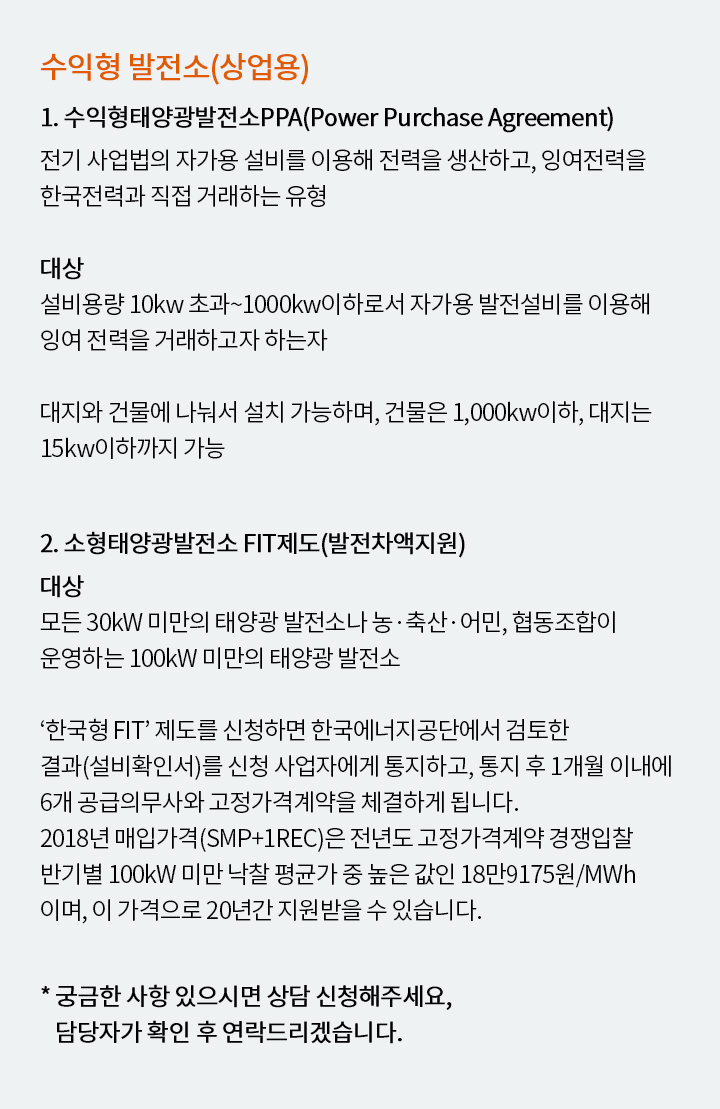 수익형 발전소(상업용)
1. 수익형태양광발전소PPA(Power Purchase Agreement)
전기 사업법의 자가용 설비를 이용해 전력을 생산하고, 잉여전력을
한국전력과 직접 거래하는 유형
대상
설비용량 10kw 초과~1000kw이하로서 자가용 발전설비를 이용해
잉여 전력을 거래하고자 하는자
대지와 건물에 나눠서 설치 가능하며, 건물은 1,000kw이하, 대지는
15kw이하까지 가능
2. 소형태양광발전소 FIT제도(발전차액지원)
대상
모든 30kW 미만의 태양광 발전소나 농·축산·어민, 협동조합이
운영하는 100kW 미만의 태양광 발전소
‘한국형 FIT’ 제도를 신청하면 한국에너지공단에서 검토한
결과(설비확인서)를 신청 사업자에게 통지하고, 통지 후 1개월 이내에
6개 공급의무사와 고정가격계약을 체결하게 됩니다.
2018년 매입가격(SMP+1REC)은 전년도 고정가격계약 경쟁입찰
반기별 100kW 미만 낙찰 평균가 중 높은 값인 18만9175원/MWh
이며, 이 가격으로 20년간 지원받을 수 있습니다.
* 궁금한 사항 있으시면 상담 신청해주세요,
담당자가 확인 후 연락드리겠습니다.